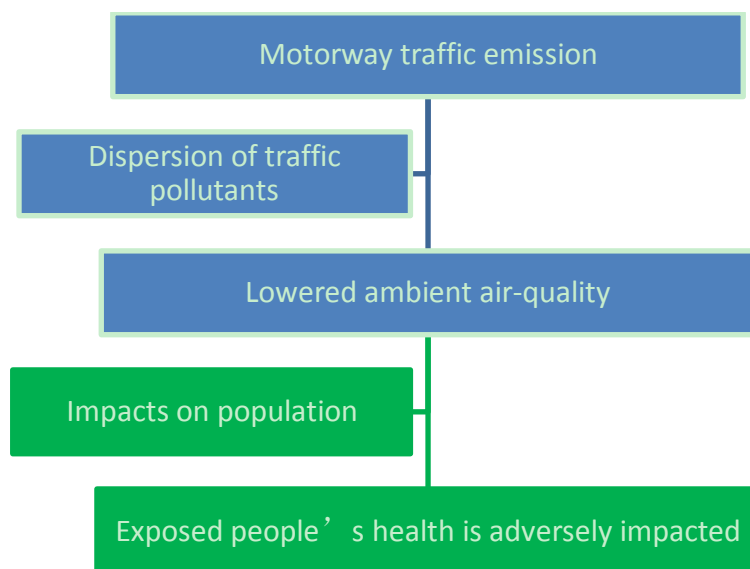 Motorway traffic emission
Dispersion of traffic
pollutants
Lowered ambient air-quality
Impacts on population
Exposed people’s health is adversely impacted